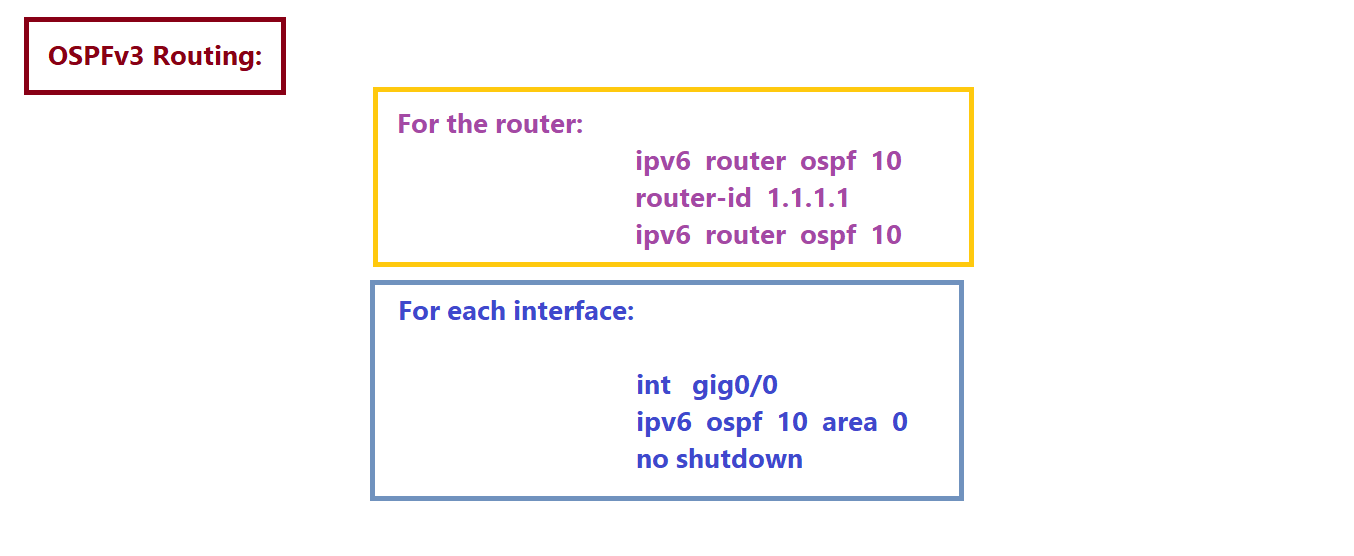 OSPFv3 Routing:
For the router:
ipv6 router ospf 10
router-id 1.1.1.1
ipv6 router ospf 10
For each interface:
int gig0/0
ipv6 ospf 10 area 0
no shutdown